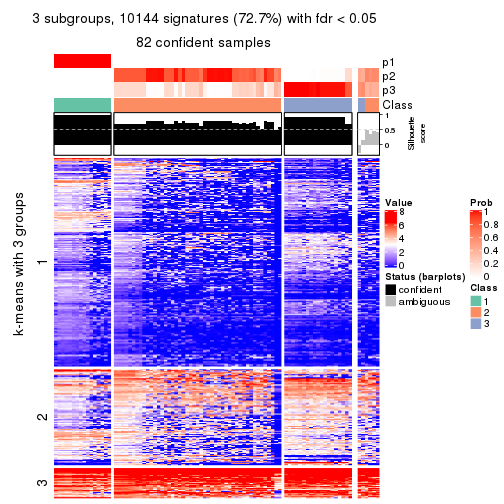 3 subgroups, 10144 signatures (72.7%) with fdr < 0.05
82 confident samples
p1
p2
p3
Class
1
0.5
0
Silhouette
score
k-means with 3 groups
1
2
3
Value
8
6
4
2
0
Status (barplots)
confident
ambiguous
Prob
1
0.8
0.6
0.4
0.2
0
Class
1
2
3